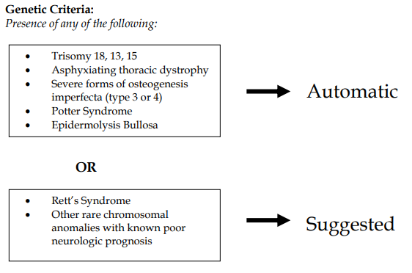 Genetic Criteria:
Presence of any of the following:
• Trisomy 18, 13, 15
• Asphyxiating thoracic dystrophy
• Severe forms of osteogenesis
imperfecta (type 3 or 4)
• Potter Syndrome
• Epidermolysis Bullosa
Automatic
OR
• Rett's Syndrome
• Other rare chromosomal
anomalies with known poor
neurologic prognosis
Suggested